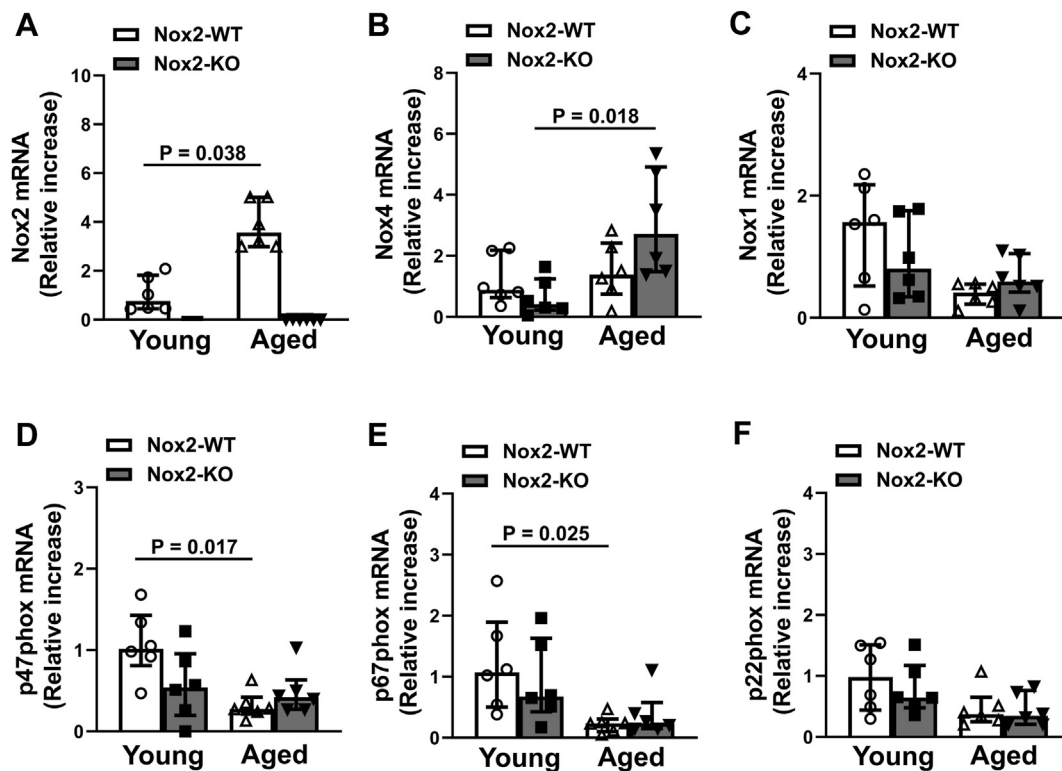 A
Nox2-WT
Nox2-KO
Nox2 mRNA
(Relative increase)
10
8
6
4
2
0
P = 0.038
Young Aged
B
Nox2-WT
Nox2-KO
Nox4 mRNA
(Relative increase)
8
6
4
2
0
P = 0.018
Young Aged
C
Nox2-WT
Nox2-KO
Nox1 mRNA
(Relative increase)
4
2
0
Young Aged
D
Nox2-WT
Nox2-KO
p47phox mRNA
(Relative increase)
3
2
1
0
P = 0.017
Young Aged
E
Nox2-WT
Nox2-KO
p67phox mRNA
(Relative increase)
4
3
2
1
0
P = 0.025
Young Aged
F
Nox2-WT
Nox2-KO
p22phox mRNA
(Relative increase)
4
3
2
1
0
Young Aged